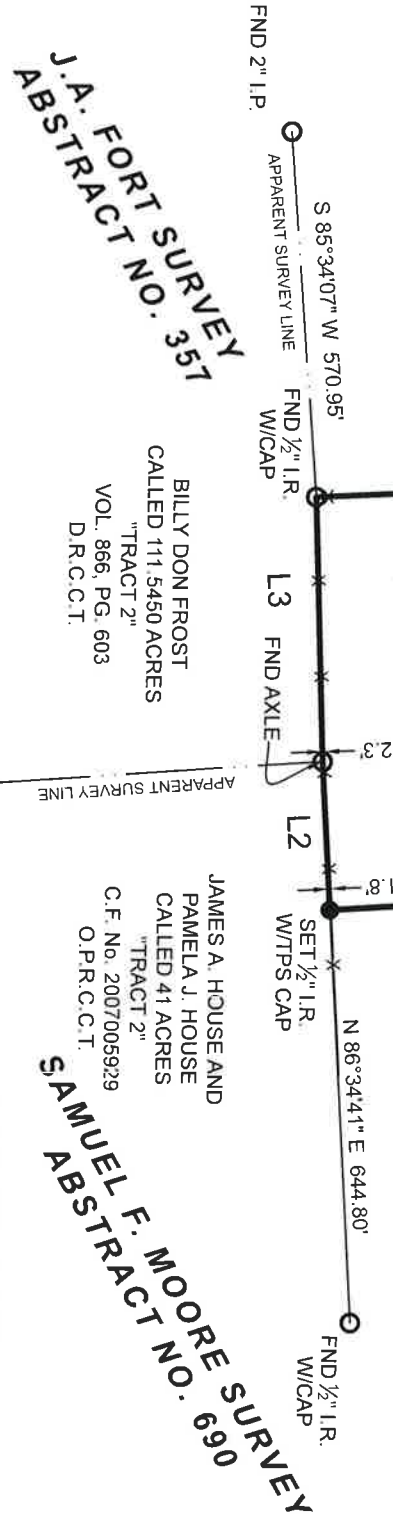 FND 2" I.P.
S 85°34'07" W 570.95'
APPARENT SURVEY LINE
J.A. FORT SURVEY
ABSTRACT NO. 357
FND ½" I.R.
W/CAP
L3
FND AXLE
2.3'
BILLY DON FROST
CALLED 111.5450 ACRES
"TRACT 2"
VOL. 866, PG. 603
D.R.C.C.T.
APPARENT SURVEY LINE
L2
1.8'
SET ½" I.R.
W/TPS CAP
JAMES A. HOUSE AND
PAMELA J. HOUSE
CALLED 41 ACRES
"TRACT 2"
C.F. No. 2007005929
O.P.R.C.C.T.
N 86°34'41" E 644.80'
FND ½" I.R.
W/CAP
SAMUEL F. MOORE SURVEY
ABSTRACT NO. 690